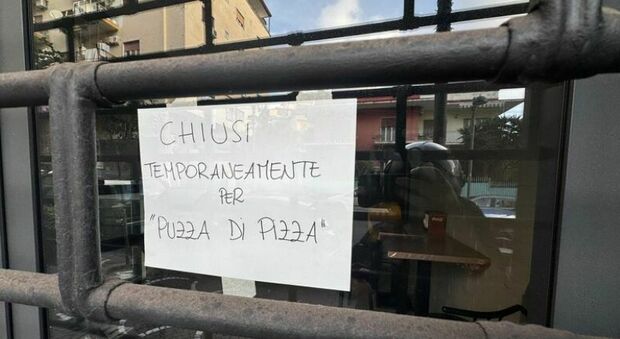 CHIUSI
TEMPORANEAMENTE
PER
"PUZZA DI PIZZA"